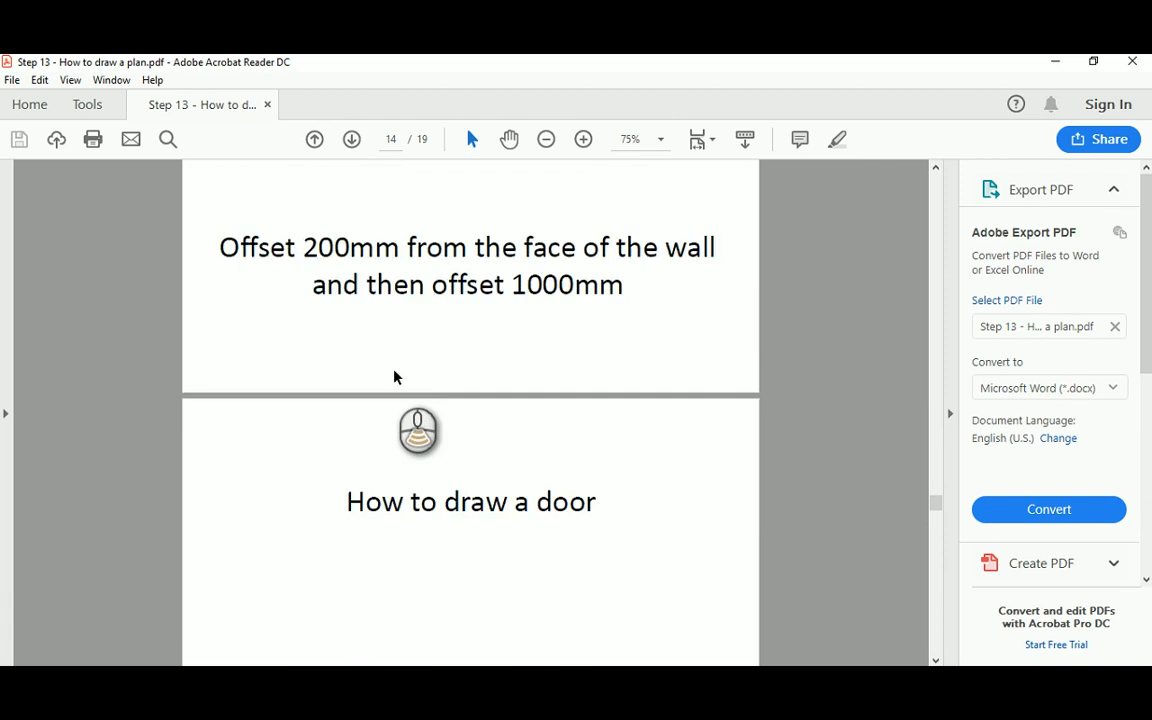 Step 13 - How to draw a plan.pdf - Adobe Acrobat Reader DC
File Edit View Window Help
Home Tools Step 13 - How to d... × Sign In
14 / 19 75% Share
Offset 200mm from the face of the wall
and then offset 1000mm
How to draw a door
Export PDF
Adobe Export PDF
Convert PDF Files to Word
or Excel Online
Select PDF File
Step 13 - H... a plan.pdf
Convert to
Microsoft Word (*.docx)
Document Language:
English (U.S.) Change
Convert
Create PDF
Convert and edit PDFs
with Acrobat Pro DC
Start Free Trial